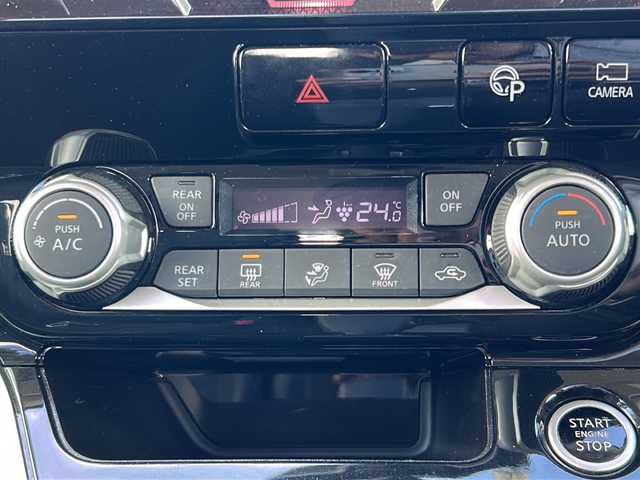 P
CAMERA
PUSH
A/C
REAR
ON
OFF
24.0
°C
ON
OFF
PUSH
AUTO
REAR
SET
REAR
FRONT
START
ENGINE
STOP